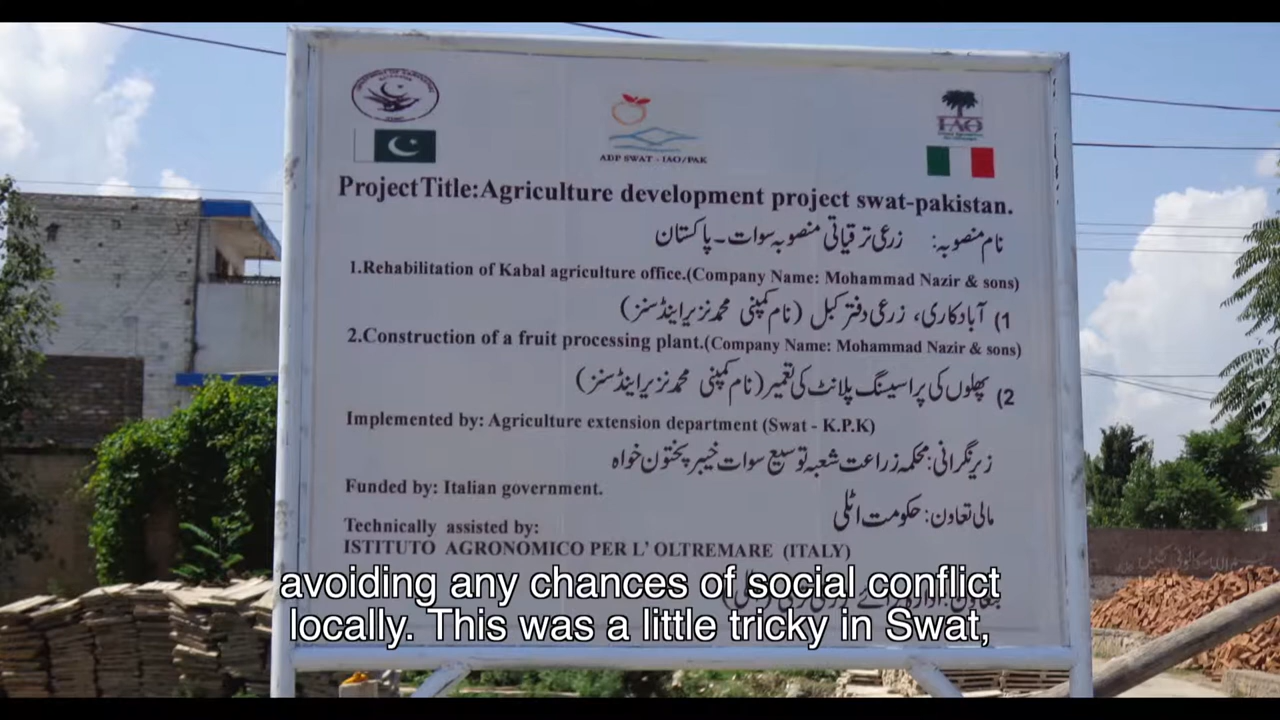 ADP SWAT - IAO/PAK
IAO
Project Title:Agriculture development project swat-pakistan.
نام منصوبہ: زرعی ترقیاتی منصوبہ سوات - پاکستان
1.Rehabilitation of Kabal agriculture office.(Company Name: Mohammad Nazir & sons)
1) آبادکاری، زرعی دفتر کبل (نام کمپنی محمد نزیر اینڈ سنز)
2.Construction of a fruit processing plant.(Company Name: Mohammad Nazir & sons)
2) پھلوں کی پراسیسنگ پلانٹ کی تعمیر (نام کمپنی محمد نزیر اینڈ سنز)
Implemented by: Agriculture extension department (Swat - K.P.K)
زیر نگرانی: محکمہ زراعت شعبہ توسیع سوات خیبر پختون خواہ
Funded by: Italian government.
مالی تعاون: حکومت اٹلی
Technically assisted by:
ISTITUTO AGRONOMICO PER L' OLTREMARE (ITALY)
avoiding any chances of social conflict
locally. This was a little tricky in Swat,